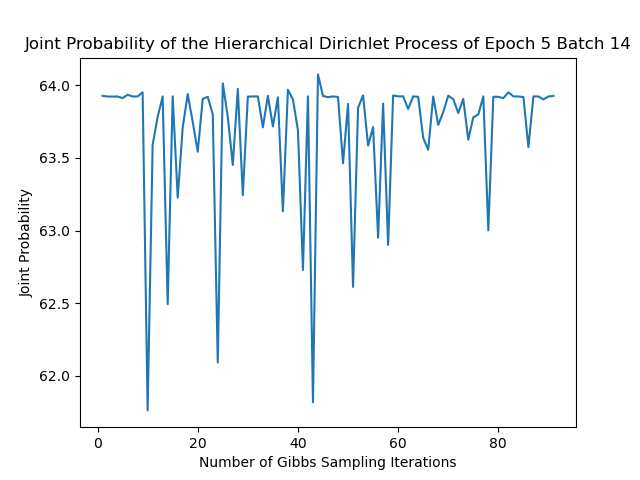 Joint Probability of the Hierarchical Dirichlet Process of Epoch 5 Batch 14
64.0
63.5
63.0
62.5
62.0
Joint Probability
0 20 40 60 80
Number of Gibbs Sampling Iterations